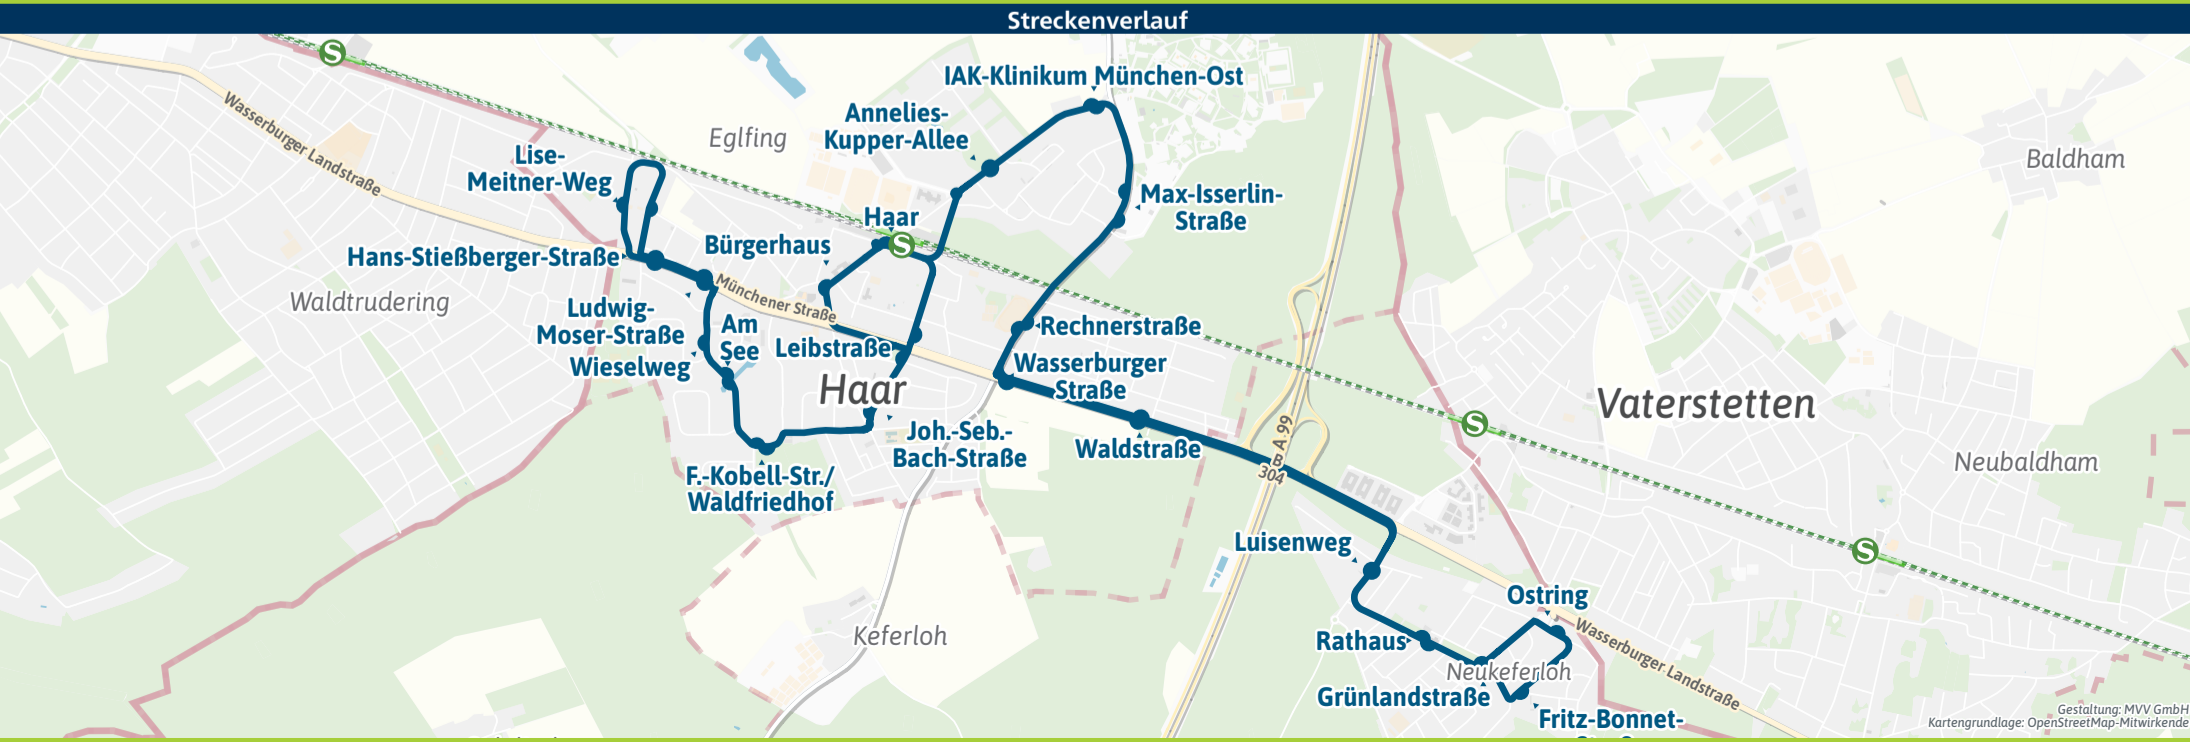 Streckenverlauf
S
IAK-Klinikum München-Ost
Wasserburger Landstraße
Annelies-
Kupper-Allee
Eglfing
Baldham
Lise-
Meitner-Weg
Max-Isserlin-
Straße
Haar
S
Bürgerhaus
Hans-Stießberger-Straße
Waldtrudering
Münchener Straße
Ludwig-
Moser-Straße
Am
See
Rechnerstraße
Leibstraße
Wieselweg
Wasserburger
Straße
Haar
Vaterstetten
S
Joh.-Seb.-
Bach-Straße
Waldstraße
A 99
B
304
Neubaldham
F.-Kobell-Str./
Waldfriedhof
Luisenweg
S
Ostring
Keferloh
Rathaus
Wasserburger Landstraße
Neukeferloh
Grünlandstraße
Fritz-Bonnet-
Gestaltung: MVV GmbH
Kartengrundlage: OpenStreetMap-Mitwirkende